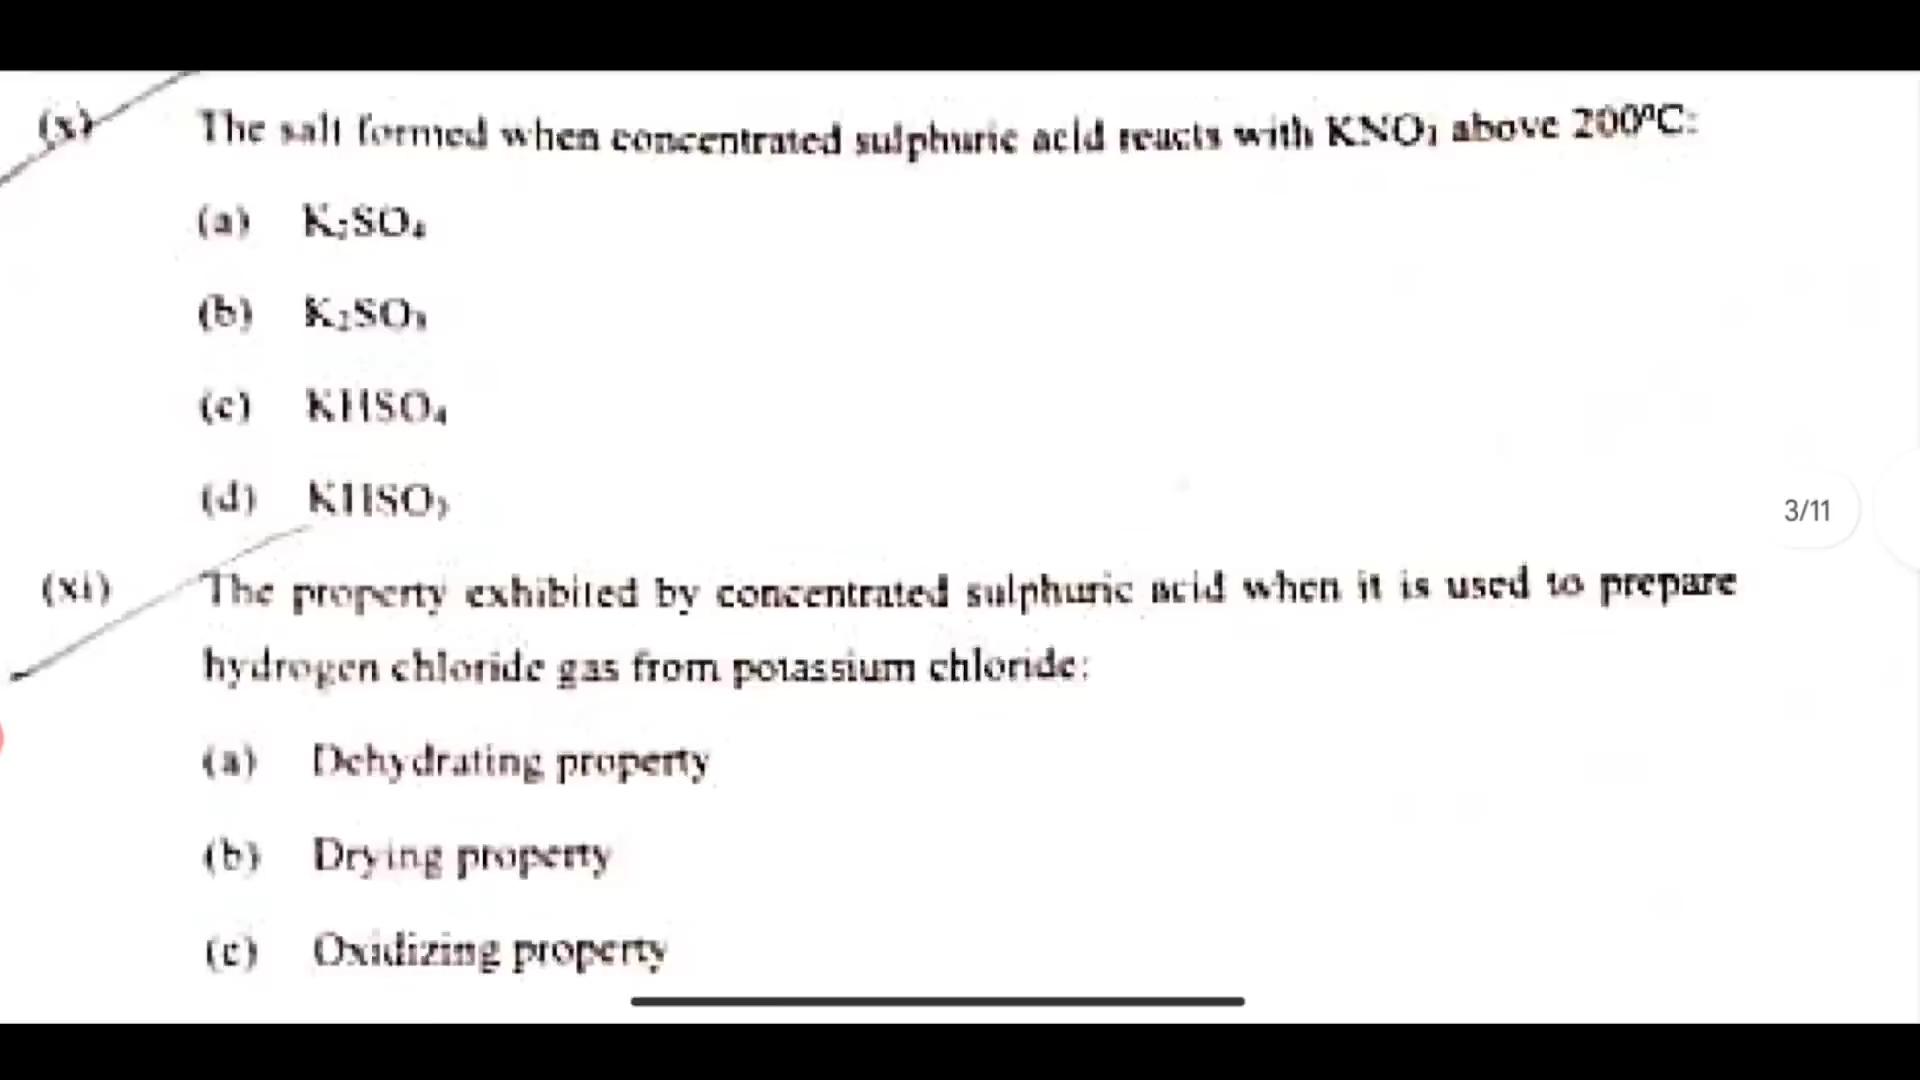 (x) The salt formed when concentrated sulphuric acid reacts with KNO₃ above 200⁰C:
(a) K₂SO₄
(b) K₂SO₃
(c) KHSO₄
(d) KHSO₃
3/11
(xi) The property exhibited by concentrated sulphuric acid when it is used to prepare
hydrogen chloride gas from potassium chloride:
(a) Dehydrating property
(b) Drying property
(c) Oxidizing property